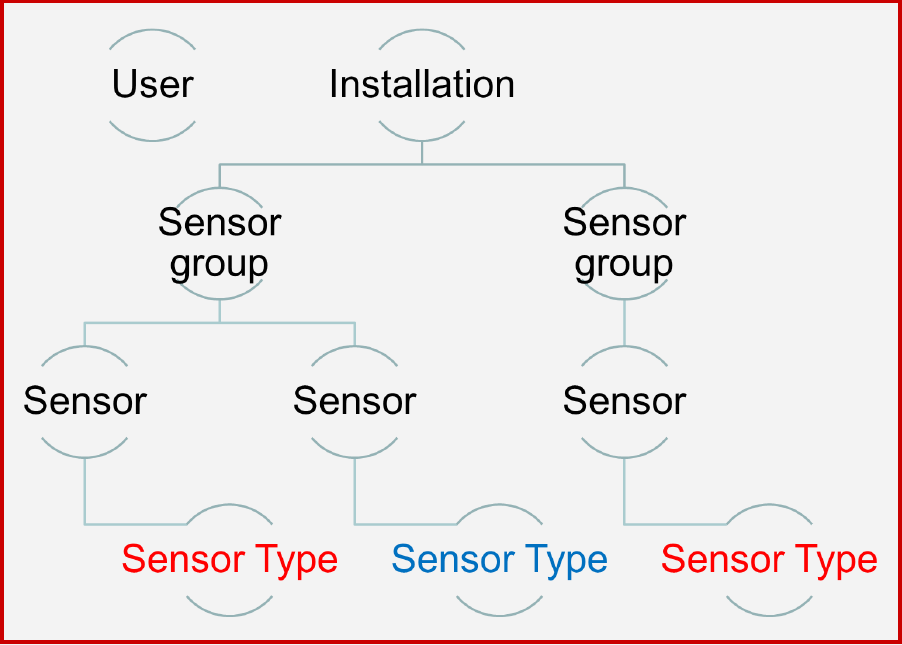 User
Installation
Sensor
group
Sensor
group
Sensor
Sensor
Sensor
Sensor Type
Sensor Type
Sensor Type